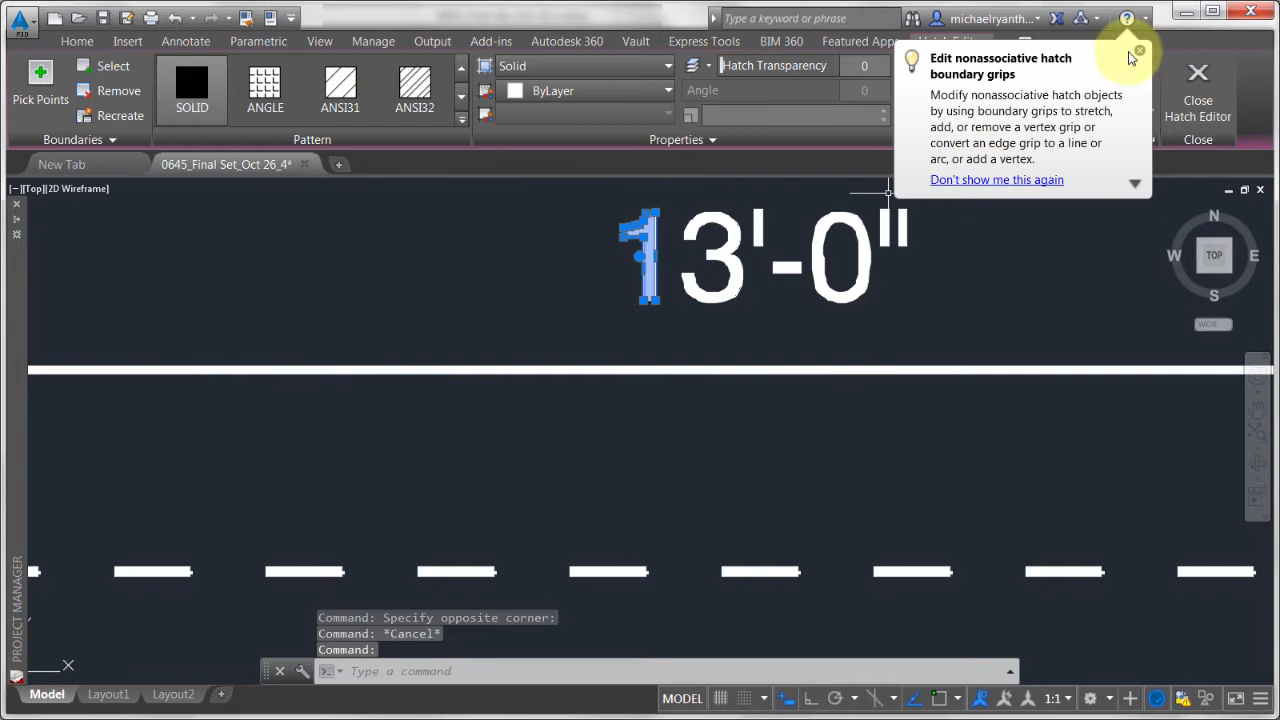 P3D
Type a keyword or phrase
michaelryanth...
Home Insert Annotate Parametric View Manage Output Add-ins Autodesk 360 Vault Express Tools BIM 360 Featured Apps
Pick Points
Select
Remove
Recreate
Boundaries
SOLID
ANGLE
ANSI31
ANSI32
Pattern
Solid
ByLayer
Hatch Transparency 0
Angle 0
Properties
Edit nonassociative hatch
boundary grips
Modify nonassociative hatch objects
by using boundary grips to stretch,
add, or remove a vertex grip or
convert an edge grip to a line or
arc, or add a vertex.
Don't show me this again
Close
Hatch Editor
Close
New Tab
0645_Final Set_Oct 26_4*
[−][Top][2D Wireframe]
13'-0"
N
W TOP E
S
WCS
PROJECT MANAGER
Command: Specify opposite corner:
Command: *Cancel*
Command:
Type a command
X
Model Layout1 Layout2
MODEL
1:1